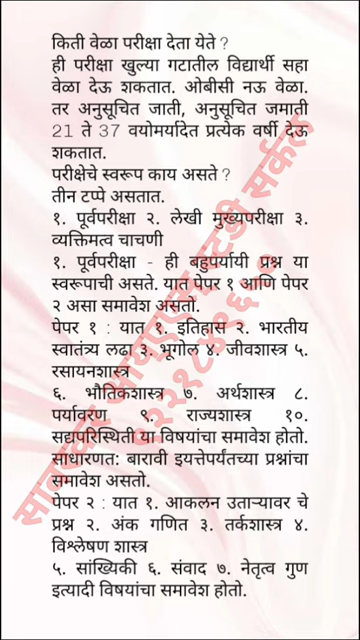 किती वेळा परीक्षा देता येते ?
ही परीक्षा खुल्या गटातील विद्यार्थी सहा
वेळा देऊ शकतात. ओबीसी नऊ वेळा.
तर अनुसूचित जाती, अनुसूचित जमाती
21 ते 37 वयोमर्यादेत प्रत्येक वर्षी देऊ
शकतात.
परीक्षेचे स्वरूप काय असते ?
तीन टप्पे असतात.
१. पूर्वपरीक्षा २. लेखी मुख्यपरीक्षा ३.
व्यक्तिमत्व चाचणी
१. पूर्वपरीक्षा - ही बहुपर्यायी प्रश्न या
स्वरूपाची असते. यात पेपर १ आणि पेपर
२ असा समावेश असतो.
पेपर १ : यात १. इतिहास २. भारतीय
स्वातंत्र्य लढा ३. भूगोल ४. जीवशास्त्र ५.
रसायनशास्त्र
६. भौतिकशास्त्र ७. अर्थशास्त्र ८.
पर्यावरण ९. राज्यशास्त्र १०.
सद्यपरिस्थिती या विषयांचा समावेश होतो.
साधारणत: बारावी इयत्तेपर्यंतच्या प्रश्नांचा
समावेश असतो.
पेपर २ : यात १. आकलन उताऱ्यावर चे
प्रश्न २. अंक गणित ३. तर्कशास्त्र ४.
विश्लेषण शास्त्र
५. सांख्यिकी ६. संवाद ७. नेतृत्व गुण
इत्यादी विषयांचा समावेश होतो.
स्टडी सर्कल